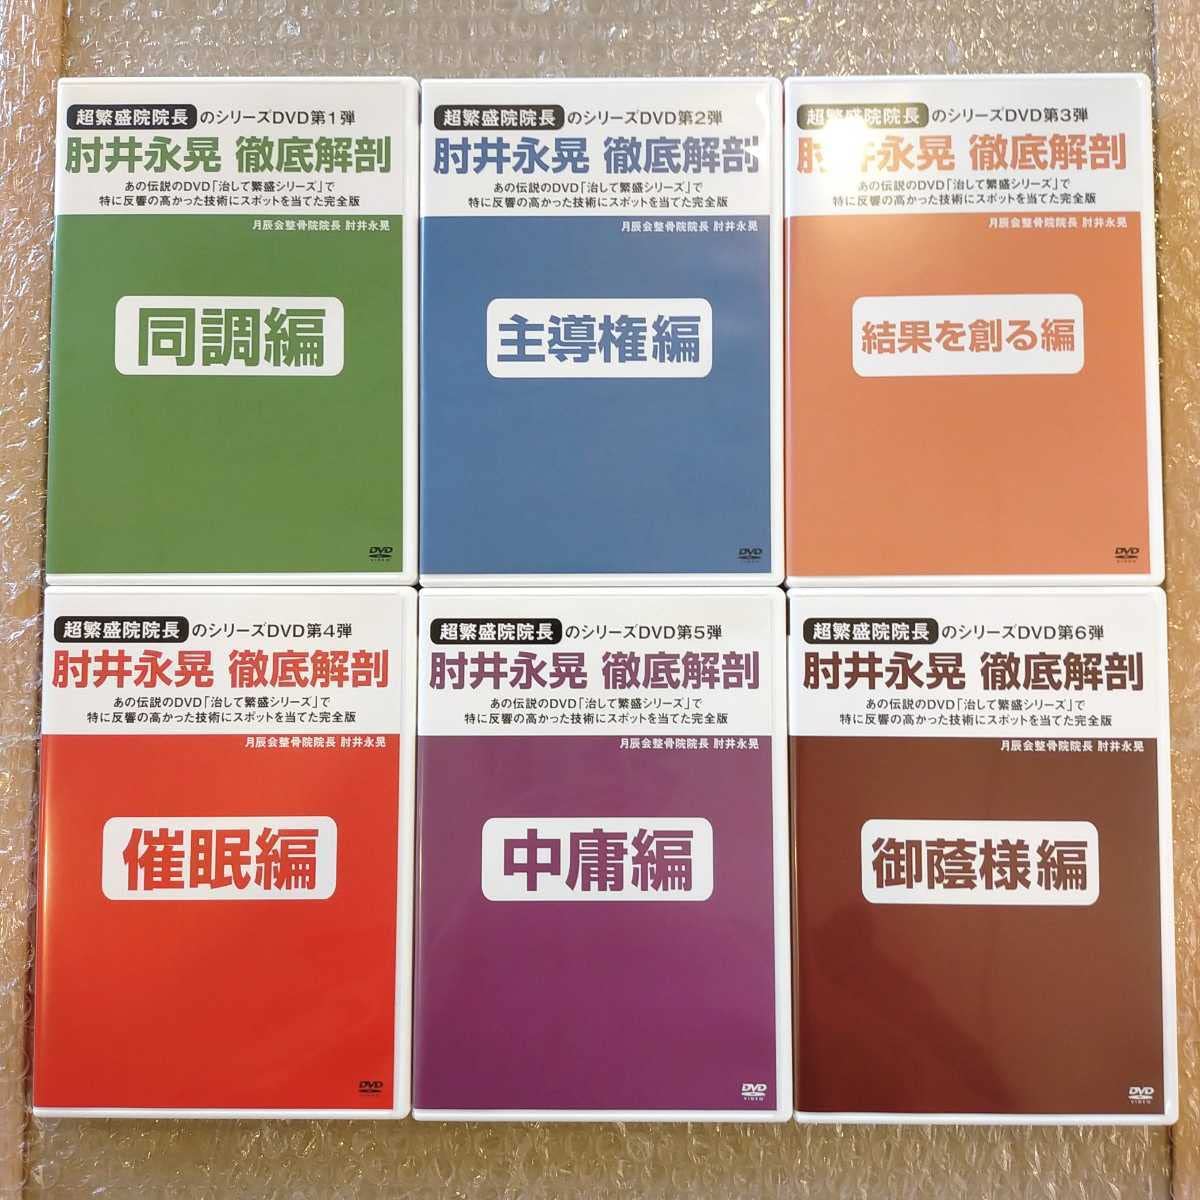 超繁盛院院長 のシリーズDVD第1弾
肘井永晃 徹底解剖
あの伝説のDVD「治して繁盛シリーズ」で
特に反響の高かった技術にスポットを当てた完全版
月辰会整骨院院長 肘井永晃
同調編
DVD
VIDEO
超繁盛院院長 のシリーズDVD第2弾
肘井永晃 徹底解剖
あの伝説のDVD「治して繁盛シリーズ」で
特に反響の高かった技術にスポットを当てた完全版
月辰会整骨院院長 肘井永晃
主導権編
DVD
VIDEO
超繁盛院院長 のシリーズDVD第3弾
肘井永晃 徹底解剖
あの伝説のDVD「治して繁盛シリーズ」で
特に反響の高かった技術にスポットを当てた完全版
月辰会整骨院院長 肘井永晃
結果を創る編
DVD
VIDEO
超繁盛院院長 のシリーズDVD第4弾
肘井永晃 徹底解剖
あの伝説のDVD「治して繁盛シリーズ」で
特に反響の高かった技術にスポットを当てた完全版
月辰会整骨院院長 肘井永晃
催眠編
DVD
VIDEO
超繁盛院院長 のシリーズDVD第5弾
肘井永晃 徹底解剖
あの伝説のDVD「治して繁盛シリーズ」で
特に反響の高かった技術にスポットを当てた完全版
月辰会整骨院院長 肘井永晃
中庸編
DVD
VIDEO
超繁盛院院長 のシリーズDVD第6弾
肘井永晃 徹底解剖
あの伝説のDVD「治して繁盛シリーズ」で
特に反響の高かった技術にスポットを当てた完全版
月辰会整骨院院長 肘井永晃
御蔭様編
DVD
VIDEO